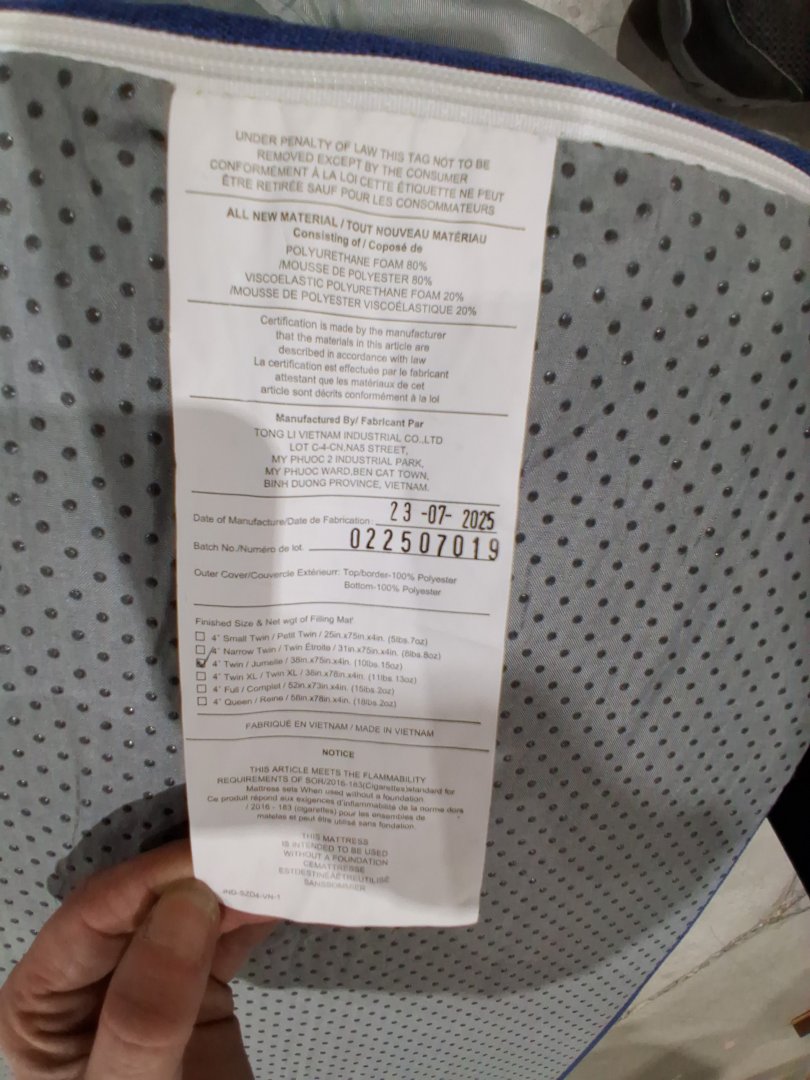 UNDER PENALTY OF LAW THIS TAG NOT TO BE
REMOVED EXCEPT BY THE CONSUMER
CONFORMÉMENT À LA LOI CETTE ÉTIQUETTE NE PEUT
ÊTRE RETIRÉE SAUF POUR LES CONSOMMATEURS
ALL NEW MATERIAL / TOUT NOUVEAU MATÉRIAU
Consisting of / Coposé de
POLYURETHANE FOAM 80%
/MOUSSE DE POLYESTER 80%
VISCOELASTIC POLYURETHANE FOAM 20%
/MOUSSE DE POLYESTER VISCOÉLASTIQUE 20%
Certification is made by the manufacturer
that the materials in this article are
described in accordance with law
La certification est effectuée par le fabricant
attestant que les matériaux de cet
article sont décrits conformément à la loi
Manufactured By/ Fabricant Par
TONG LI VIETNAM INDUSTRIAL CO.,LTD
LOT C-4-CN,NA5 STREET,
MY PHUOC 2 INDUSTRIAL PARK,
MY PHUOC WARD,BEN CAT TOWN,
BINH DUONG PROVINCE, VIETNAM.
Date of Manufacture/Date de Fabrication: 23 -07- 2025
Batch No./Numéro de lot. 022507019
Outer Cover/Couvercle Extérieurr: Top/border-100% Polyester
Bottom-100% Polyester
Finished Size & Net wgt of Filling Mat'
☐ 4" Small Twin / Petit Twin / 25in.x75in.x4in. (5lbs.7oz)
☐ 4" Narrow Twin / Twin Étroite / 31in.x75in.x4in. (8lbs.8oz)
☑ 4" Twin / Jumelle / 38in.x75in.x4in. (10lbs.15oz)
☐ 4" Twin XL / Twin XL / 38in.x78in.x4in. (11lbs.13oz)
☐ 4" Full / Complet / 52in.x73in.x4in. (15lbs.2oz)
☐ 4" Queen / Reine / 58in.x78in.x4in. (18lbs.2oz)
FABRIQUÉ EN VIETNAM / MADE IN VIETNAM
NOTICE
THIS ARTICLE MEETS THE FLAMMABILITY
REQUIREMENTS OF SOR/2016-183(Cigarettes)standard for
Mattress sets When used without a foundation.
Ce produit répond aux exigences d'inflammabilité de la norme dors
/ 2016 - 183 (cigarettes) pour les ensembles de
matelas et peut être utilisé sans fondation.
THIS MATTRESS
IS INTENDED TO BE USED
WITHOUT A FOUNDATION
CEMATTRESSE
ESTDESTINÉAÊTREUTILISÉ
SANSSOMMIER
IND-SZD4-VN-1